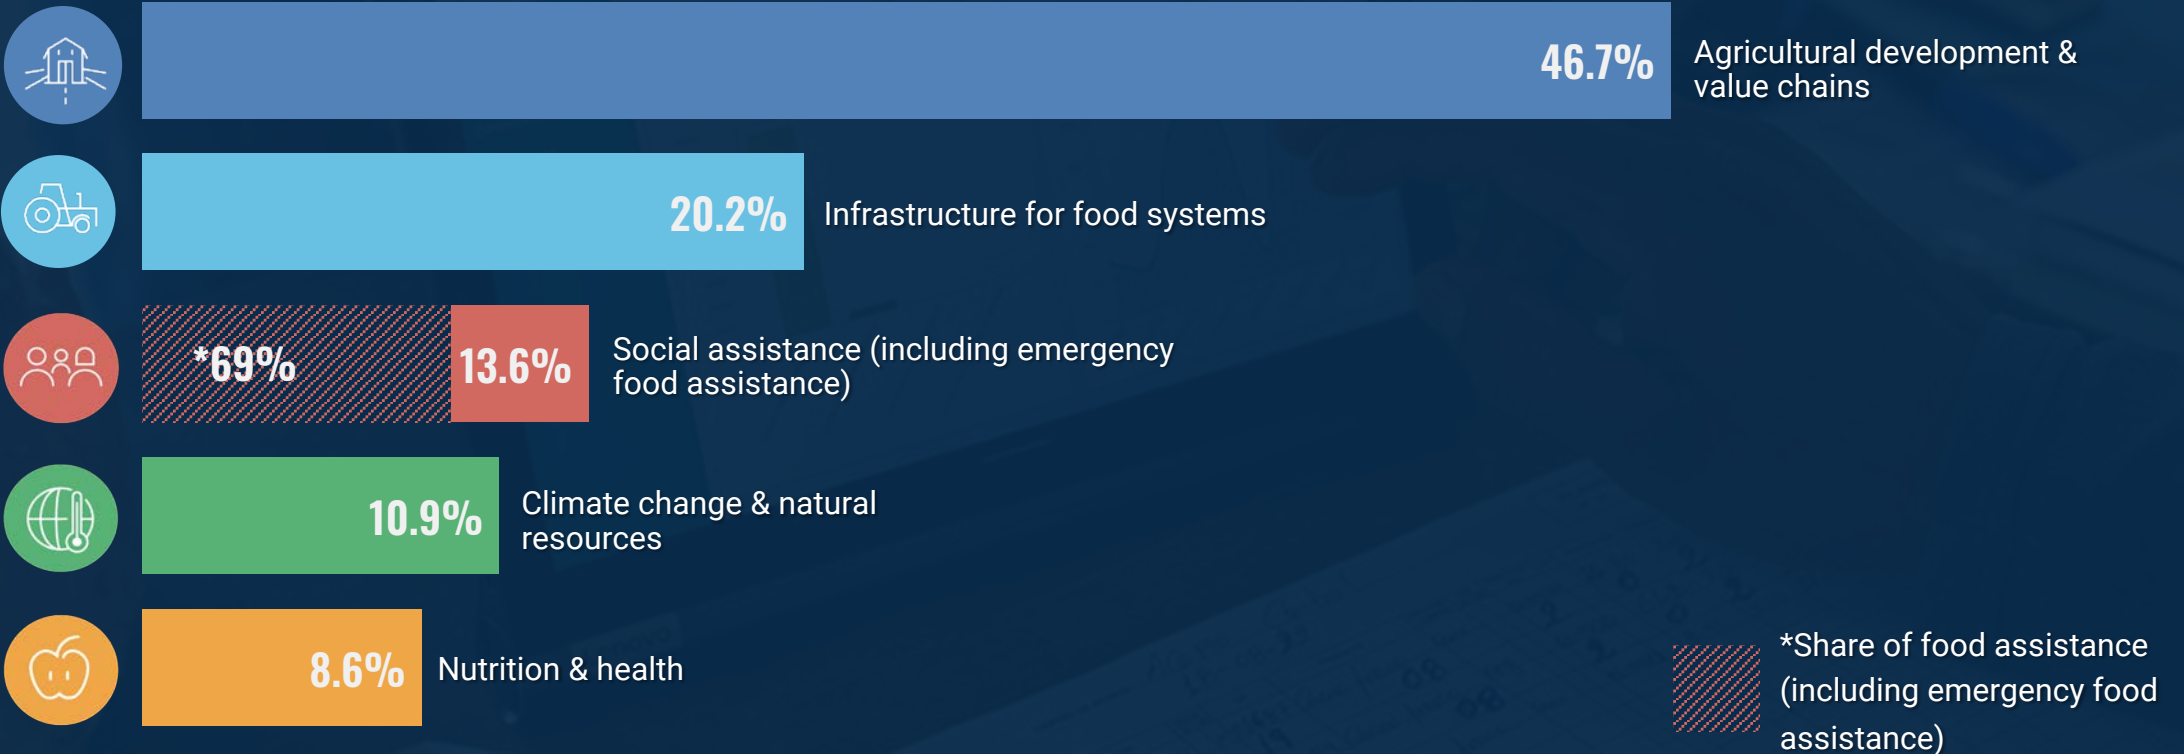 46.7%
Agricultural development &
value chains
20.2%
Infrastructure for food systems
*69%
13.6%
Social assistance (including emergency
food assistance)
10.9%
Climate change & natural
resources
8.6%
Nutrition & health
*Share of food assistance
(including emergency food
assistance)